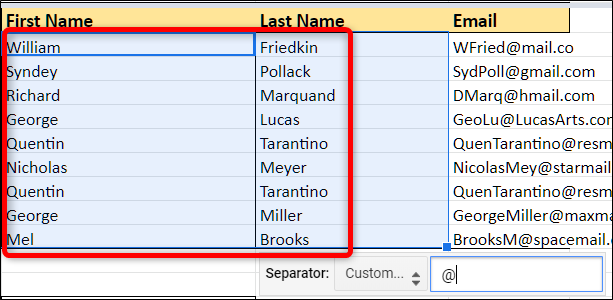 First Name Last Name Email
William Friedkin WFried@mail.co
Syndey Pollack SydPoll@gmail.com
Richard Marquand DMarq@hmail.com
George Lucas GeoLu@LucasArts.con
Quentin Tarantino QuenTarantino@resm
Nicholas Meyer NicolasMey@starmail
Quentin Tarantino QuenTarantino@resm
George Miller GeorgeMiller@maxma
Mel Brooks BrooksM@spacemail.c
Separator: Custom... @